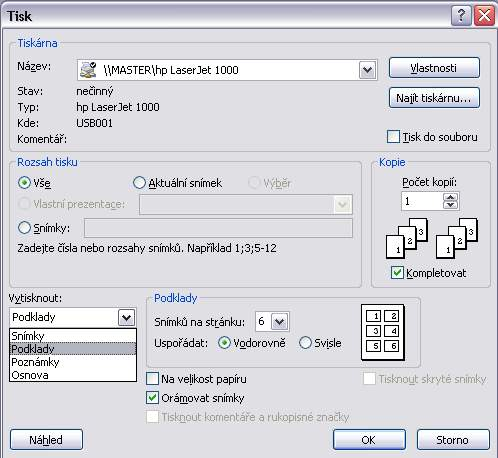 Tisk
Tiskárna
Název: \\MASTER\hp LaserJet 1000 Vlastnosti
Stav: nečinný
Typ: hp LaserJet 1000 Najít tiskárnu...
Kde: USB001
Komentář: Tisk do souboru
Rozsah tisku
Vše Aktuální snímek Výběr
Vlastní prezentace:
Snímky:
Zadejte čísla nebo rozsahy snímků. Například 1;3;5-12
Kopie
Počet kopií:
1
1 2 3 1 2 3
Kompletovat
Vytisknout:
Podklady
Snímky
Podklady
Poznámky
Osnova
Podklady
Snímků na stránku: 6
Uspořádat: Vodorovně Svisle
1 2
3 4
5 6
Na velikost papíru Tisknout skryté snímky
Orámovat snímky
Tisknout komentáře a rukopisné značky
Náhled OK Storno